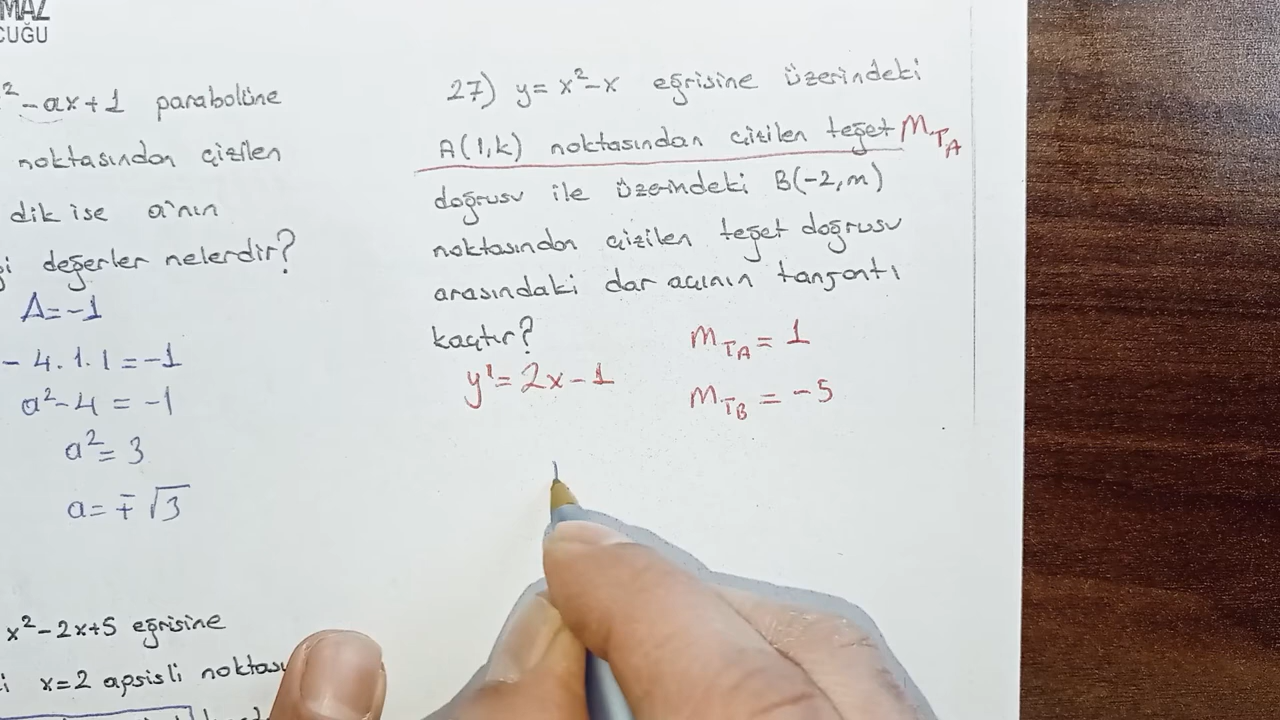 MAZ
CUĞU
²-ax+1 parabolüne
noktasından çizilen
dik ise a'nın
değerler nelerdir?
Δ=-1
- 4.1.1=-1
a²-4 = -1
a²= 3
a= ∓√3
x²-2x+5 eğrisine
x=2 apsisli
27) y= x²-x eğrisine üzerindeki
A(1,k) noktasından çizilen teğet m_TA
doğrusu ile üzerindeki B(-2,m)
noktasından çizilen teğet doğrusu
arasındaki dar açının tanjantı
kaçtır?
m_TA = 1
y'= 2x-1
m_TB = -5